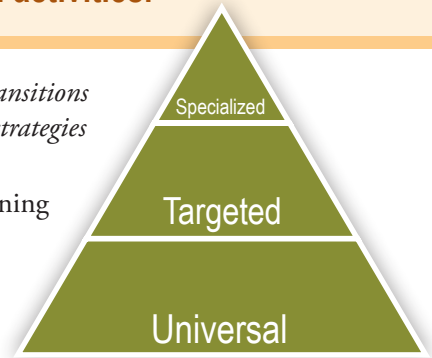 activities.
ansitions
Specialized
trategies
ning
Targeted
Universal